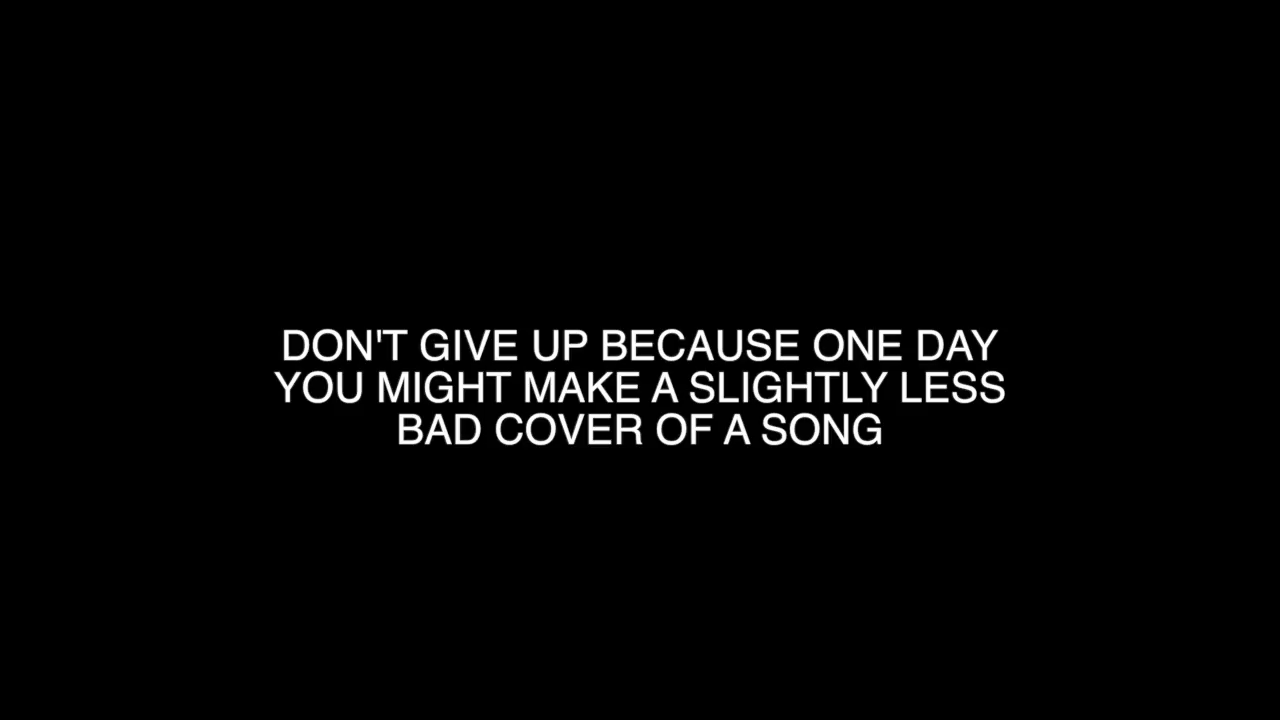 DON'T GIVE UP BECAUSE ONE DAY
YOU MIGHT MAKE A SLIGHTLY LESS
BAD COVER OF A SONG